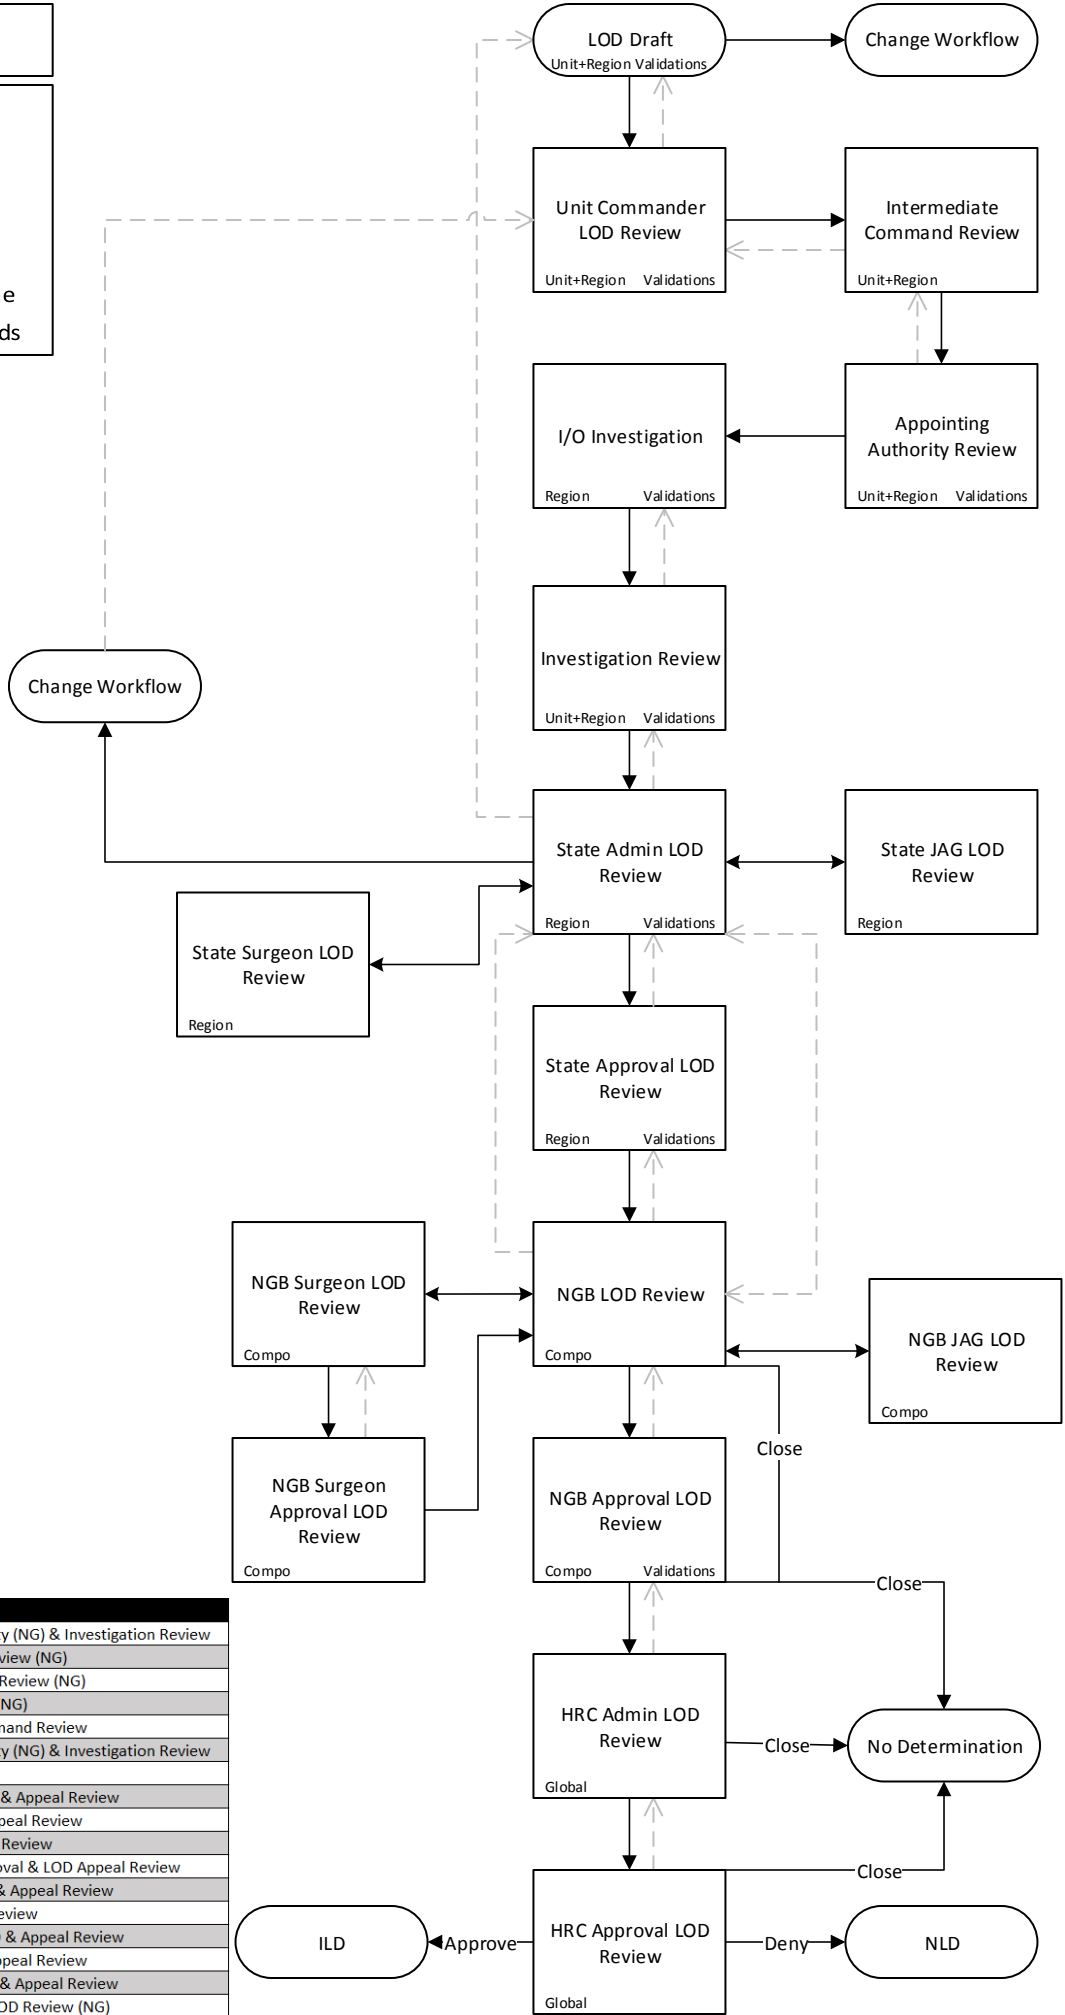 LOD Draft
Unit+Region Validations
Change Workflow
Unit Commander
LOD Review
Unit+Region Validations
Intermediate
Command Review
Unit+Region
e
ds
I/O Investigation
Region Validations
Appointing
Authority Review
Unit+Region Validations
Investigation Review
Unit+Region Validations
Change Workflow
State Admin LOD
Review
Region Validations
State JAG LOD
Review
Region
State Surgeon LOD
Review
Region
State Approval LOD
Review
Region Validations
NGB Surgeon LOD
Review
Compo
NGB LOD Review
Compo
NGB JAG LOD
Review
Compo
Close
NGB Surgeon
Approval LOD
Review
Compo
NGB Approval LOD
Review
Compo Validations
Close
HRC Admin LOD
Review
Global
Close
No Determination
Close
HRC Approval LOD
Review
Global
Approve
ILD
Deny
NLD
y (NG) & Investigation Review
view (NG)
Review (NG)
NG)
mand Review
y (NG) & Investigation Review
& Appeal Review
peal Review
Review
oval & LOD Appeal Review
& Appeal Review
eview
) & Appeal Review
ppeal Review
& Appeal Review
OD Review (NG)